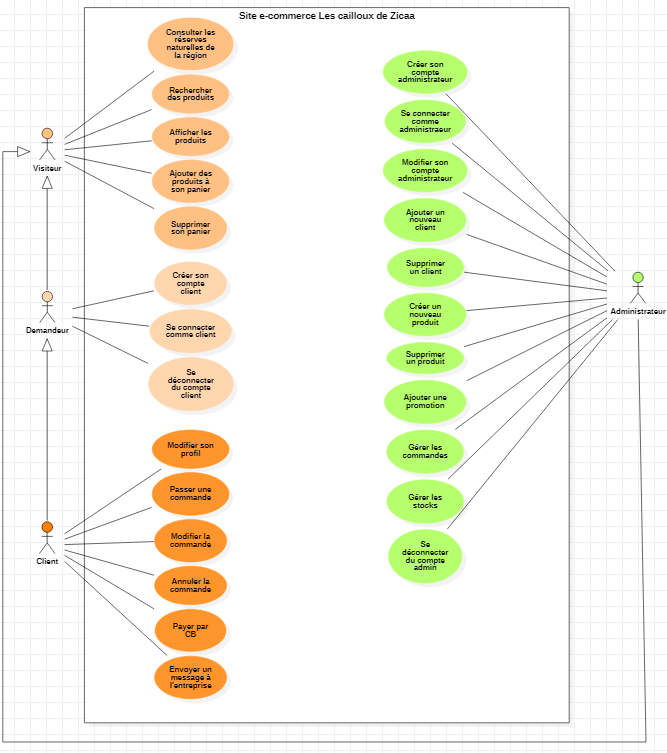 Site e-commerce Les cailloux de Zicaa
Consulter les
réserves
naturelles de
la région
Rechercher
des produits
Afficher les
produits
Ajouter des
produits à
son panier
Supprimer
son panier
Visiteur
Créer son
compte
client
Se connecter
comme client
Se
déconnecter
du compte
client
Demandeur
Modifier son
profil
Passer une
commande
Modifier la
commande
Annuler la
commande
Payer par
CB
Envoyer un
message à
l'entreprise
Client
Créer son
compte
administrateur
Se connecter
comme
administraeur
Modifier son
compte
administrateur
Ajouter un
nouveau
client
Supprimer
un client
Créer un
nouveau
produit
Supprimer
un produit
Ajouter une
promotion
Gérer les
commandes
Gérer les
stocks
Se
déconnecter
du compte
admin
Administrateur